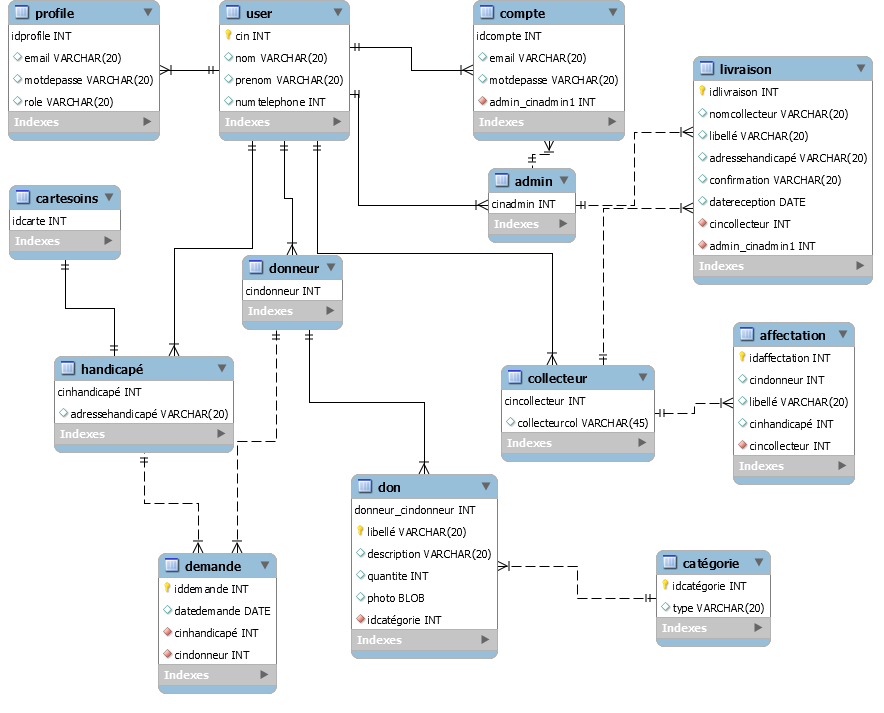 profile
idprofile INT
email VARCHAR(20)
motdepasse VARCHAR(20)
role VARCHAR(20)
Indexes
user
cin INT
nom VARCHAR(20)
prenom VARCHAR(20)
numtelephone INT
Indexes
compte
idcompte INT
email VARCHAR(20)
motdepasse VARCHAR(20)
admin_cinadmin1 INT
Indexes
livraison
idlivraison INT
nomcollecteur VARCHAR(20)
libellé VARCHAR(20)
adressehandicapé VARCHAR(20)
confirmation VARCHAR(20)
datereception DATE
cincollecteur INT
admin_cinadmin1 INT
Indexes
admin
cinadmin INT
Indexes
cartesoins
idcarte INT
Indexes
donneur
cindonneur INT
Indexes
affectation
idaffectation INT
cindonneur INT
libellé VARCHAR(20)
cinhandicapé INT
cincollecteur INT
Indexes
handicapé
cinhandicapé INT
adressehandicapé VARCHAR(20)
Indexes
collecteur
cincollecteur INT
collecteurcol VARCHAR(45)
Indexes
don
donneur_cindonneur INT
libellé VARCHAR(20)
description VARCHAR(20)
quantite INT
photo BLOB
idcatégorie INT
Indexes
demande
iddemande INT
datedemande DATE
cinhandicapé INT
cindonneur INT
Indexes
catégorie
idcatégorie INT
type VARCHAR(20)
Indexes